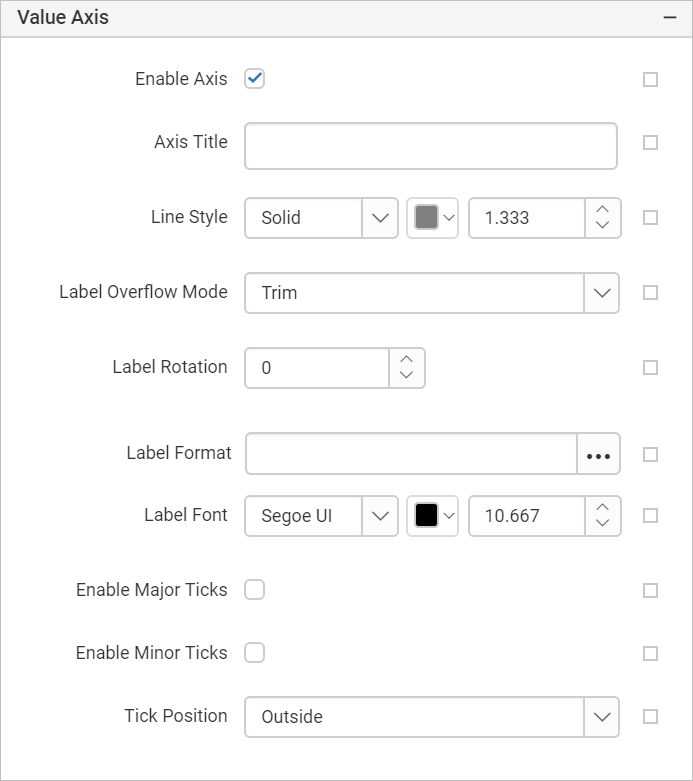 Value Axis
Enable Axis
Axis Title
Line Style Solid 1.333
Label Overflow Mode Trim
Label Rotation 0
Label Format
Label Font Segoe UI 10.667
Enable Major Ticks
Enable Minor Ticks
Tick Position Outside